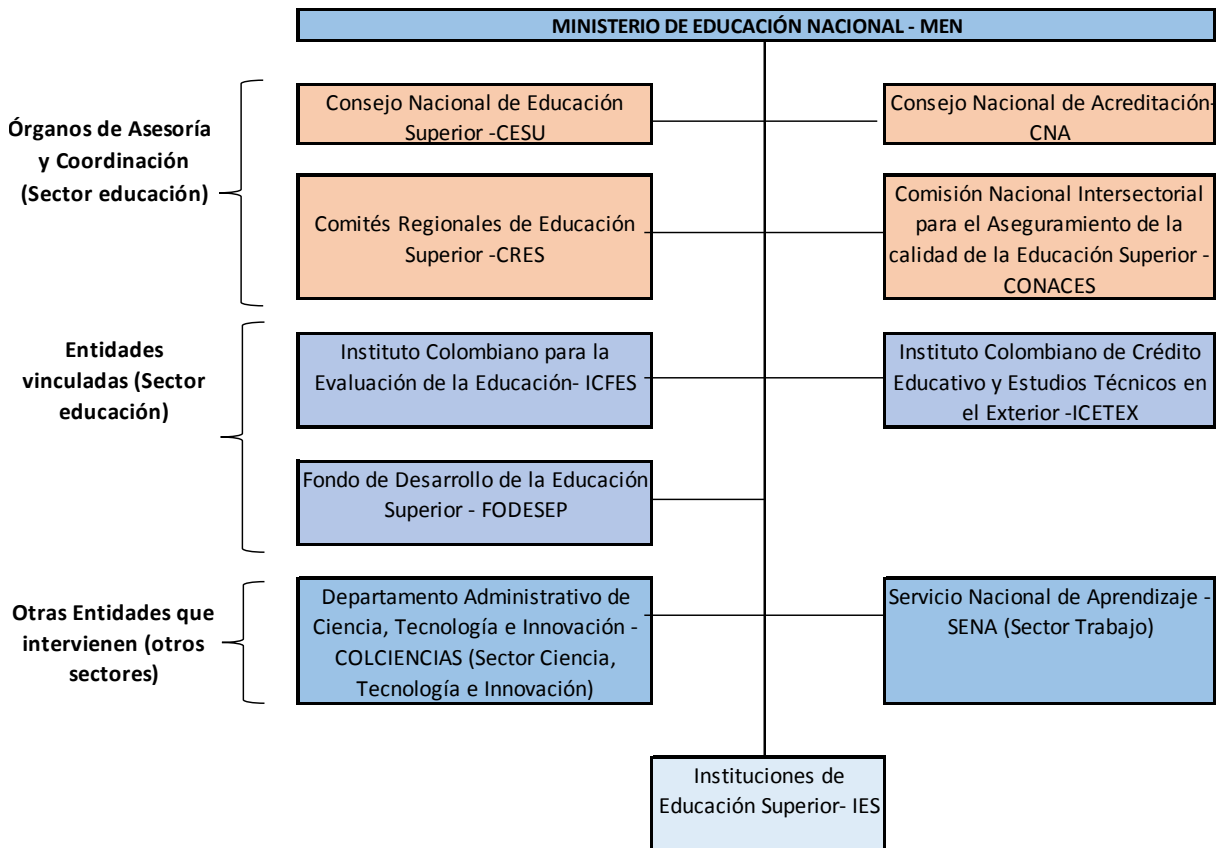 MINISTERIO DE EDUCACIÓN NACIONAL - MEN
Órganos de Asesoría
y Coordinación
(Sector educación)
Consejo Nacional de Educación
Superior -CESU
Consejo Nacional de Acreditación-
CNA
Comités Regionales de Educación
Superior -CRES
Comisión Nacional Intersectorial
para el Aseguramiento de la
calidad de la Educación Superior -
CONACES
Entidades
vinculadas (Sector
educación)
Instituto Colombiano para la
Evaluación de la Educación- ICFES
Instituto Colombiano de Crédito
Educativo y Estudios Técnicos en
el Exterior -ICETEX
Fondo de Desarrollo de la Educación
Superior - FODESEP
Otras Entidades que
intervienen (otros
sectores)
Departamento Administrativo de
Ciencia, Tecnología e Innovación -
COLCIENCIAS (Sector Ciencia,
Tecnología e Innovación)
Servicio Nacional de Aprendizaje -
SENA (Sector Trabajo)
Instituciones de
Educación Superior- IES